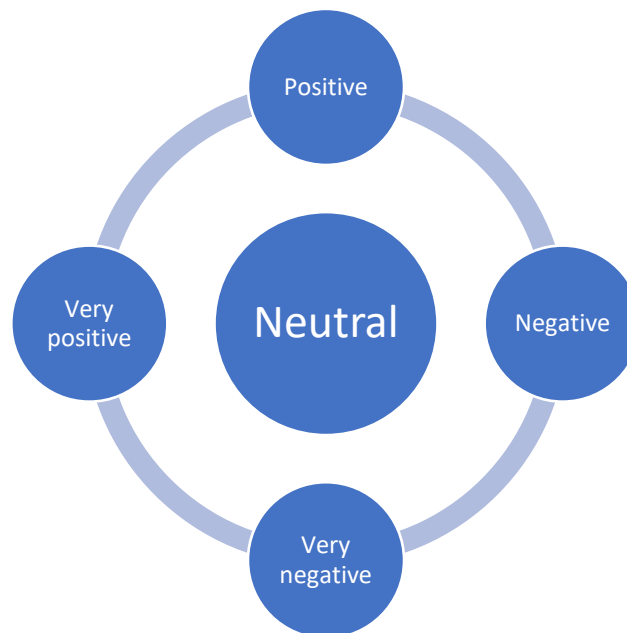 Positive
Very
positive
Neutral
Negative
Very
negative